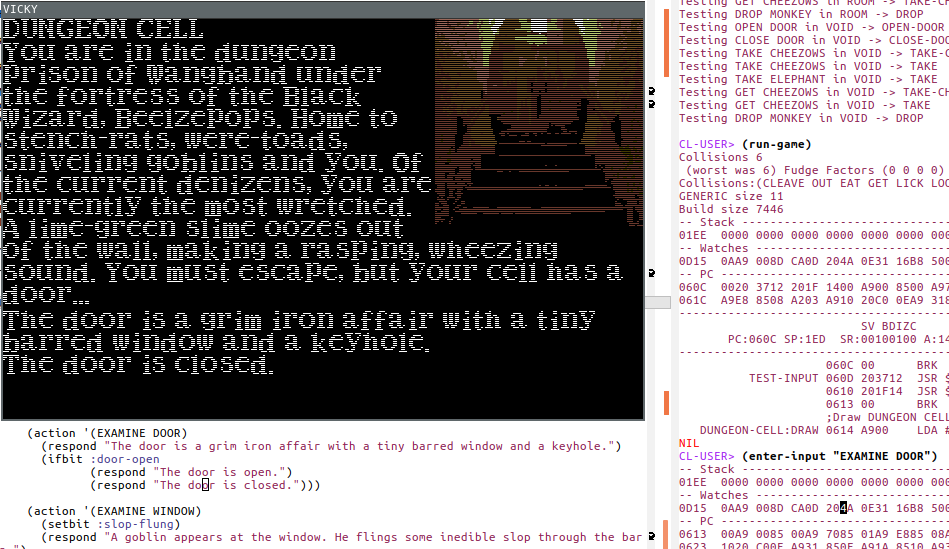 VICKY
DUNGEON CELL
You are in the dungeon
prison of Wangband under
the fortress of the Black
Wizard, Beelzepops. Home to
stench-rats, were-toads,
sniveling goblins and you. Of
the current denizens, you are
currently the most wretched.
A lime-green slime oozes out
of the wall, making a rasping, wheezing
sound. You must escape, but your cell has a
door...
The door is a grim iron affair with a tiny
barred window and a keyhole.
The door is closed.
(action '(EXAMINE DOOR)
(respond "The door is a grim iron affair with a tiny barred window and a keyhole.")
(ifbit :door-open
(respond "The door is open.")
(respond "The door is closed.")))
(action '(EXAMINE WINDOW)
(setbit :slop-flung)
(respond "A goblin appears at the window. He flings some inedible slop through the bar
s.")
Testing GET CHEEZOWS in ROOM -> TAKE-CH
Testing DROP MONKEY in ROOM -> DROP
Testing OPEN DOOR in VOID -> OPEN-DOOR
Testing CLOSE DOOR in VOID -> CLOSE-DOO
Testing TAKE CHEEZOWS in VOID -> TAKE-C
Testing TAKE CHEEZOWS in VOID -> TAKE
Testing TAKE ELEPHANT in VOID -> TAKE
Testing GET CHEEZOWS in VOID -> TAKE-CH
Testing GET CHEEZOWS in VOID -> TAKE
Testing DROP MONKEY in VOID -> DROP
CL-USER> (run-game)
Collisions 6
(worst was 6) Fudge Factors (0 0 0 0)
Collisions:(CLEAVE OUT EAT GET LICK LOO
GENERIC size 11
Build size 7446
-- Stack ------------------------------
01EE 0000 0000 0000 0000 0000 0000 000
-- Watches ----------------------------
0D15 0AA9 008D CA0D 204A 0E31 16B8 500
-- PC ---------------------------------
060C 0020 3712 201F 1400 A900 8500 A97
061C A9E8 8508 A203 A910 20C0 0EA9 318
---------------------------------------
SV BDIZC
PC:060C SP:1ED SR:00100100 A:14
---------------------------------------
060C 00 BRK
TEST-INPUT 060D 203712 JSR $
0610 201F14 JSR $
0613 00 BRK
;Draw DUNGEON CELL
DUNGEON-CELL:DRAW 0614 A900 LDA #
NIL
CL-USER> (enter-input "EXAMINE DOOR")
-- Stack ------------------------------
01EE 0000 0000 0000 0000 0000 0000 000
-- Watches ----------------------------
0D15 0AA9 008D CA0D 204A 0E31 16B8 500
-- PC ---------------------------------
0613 0085 00A9 7085 01A9 E885 08A